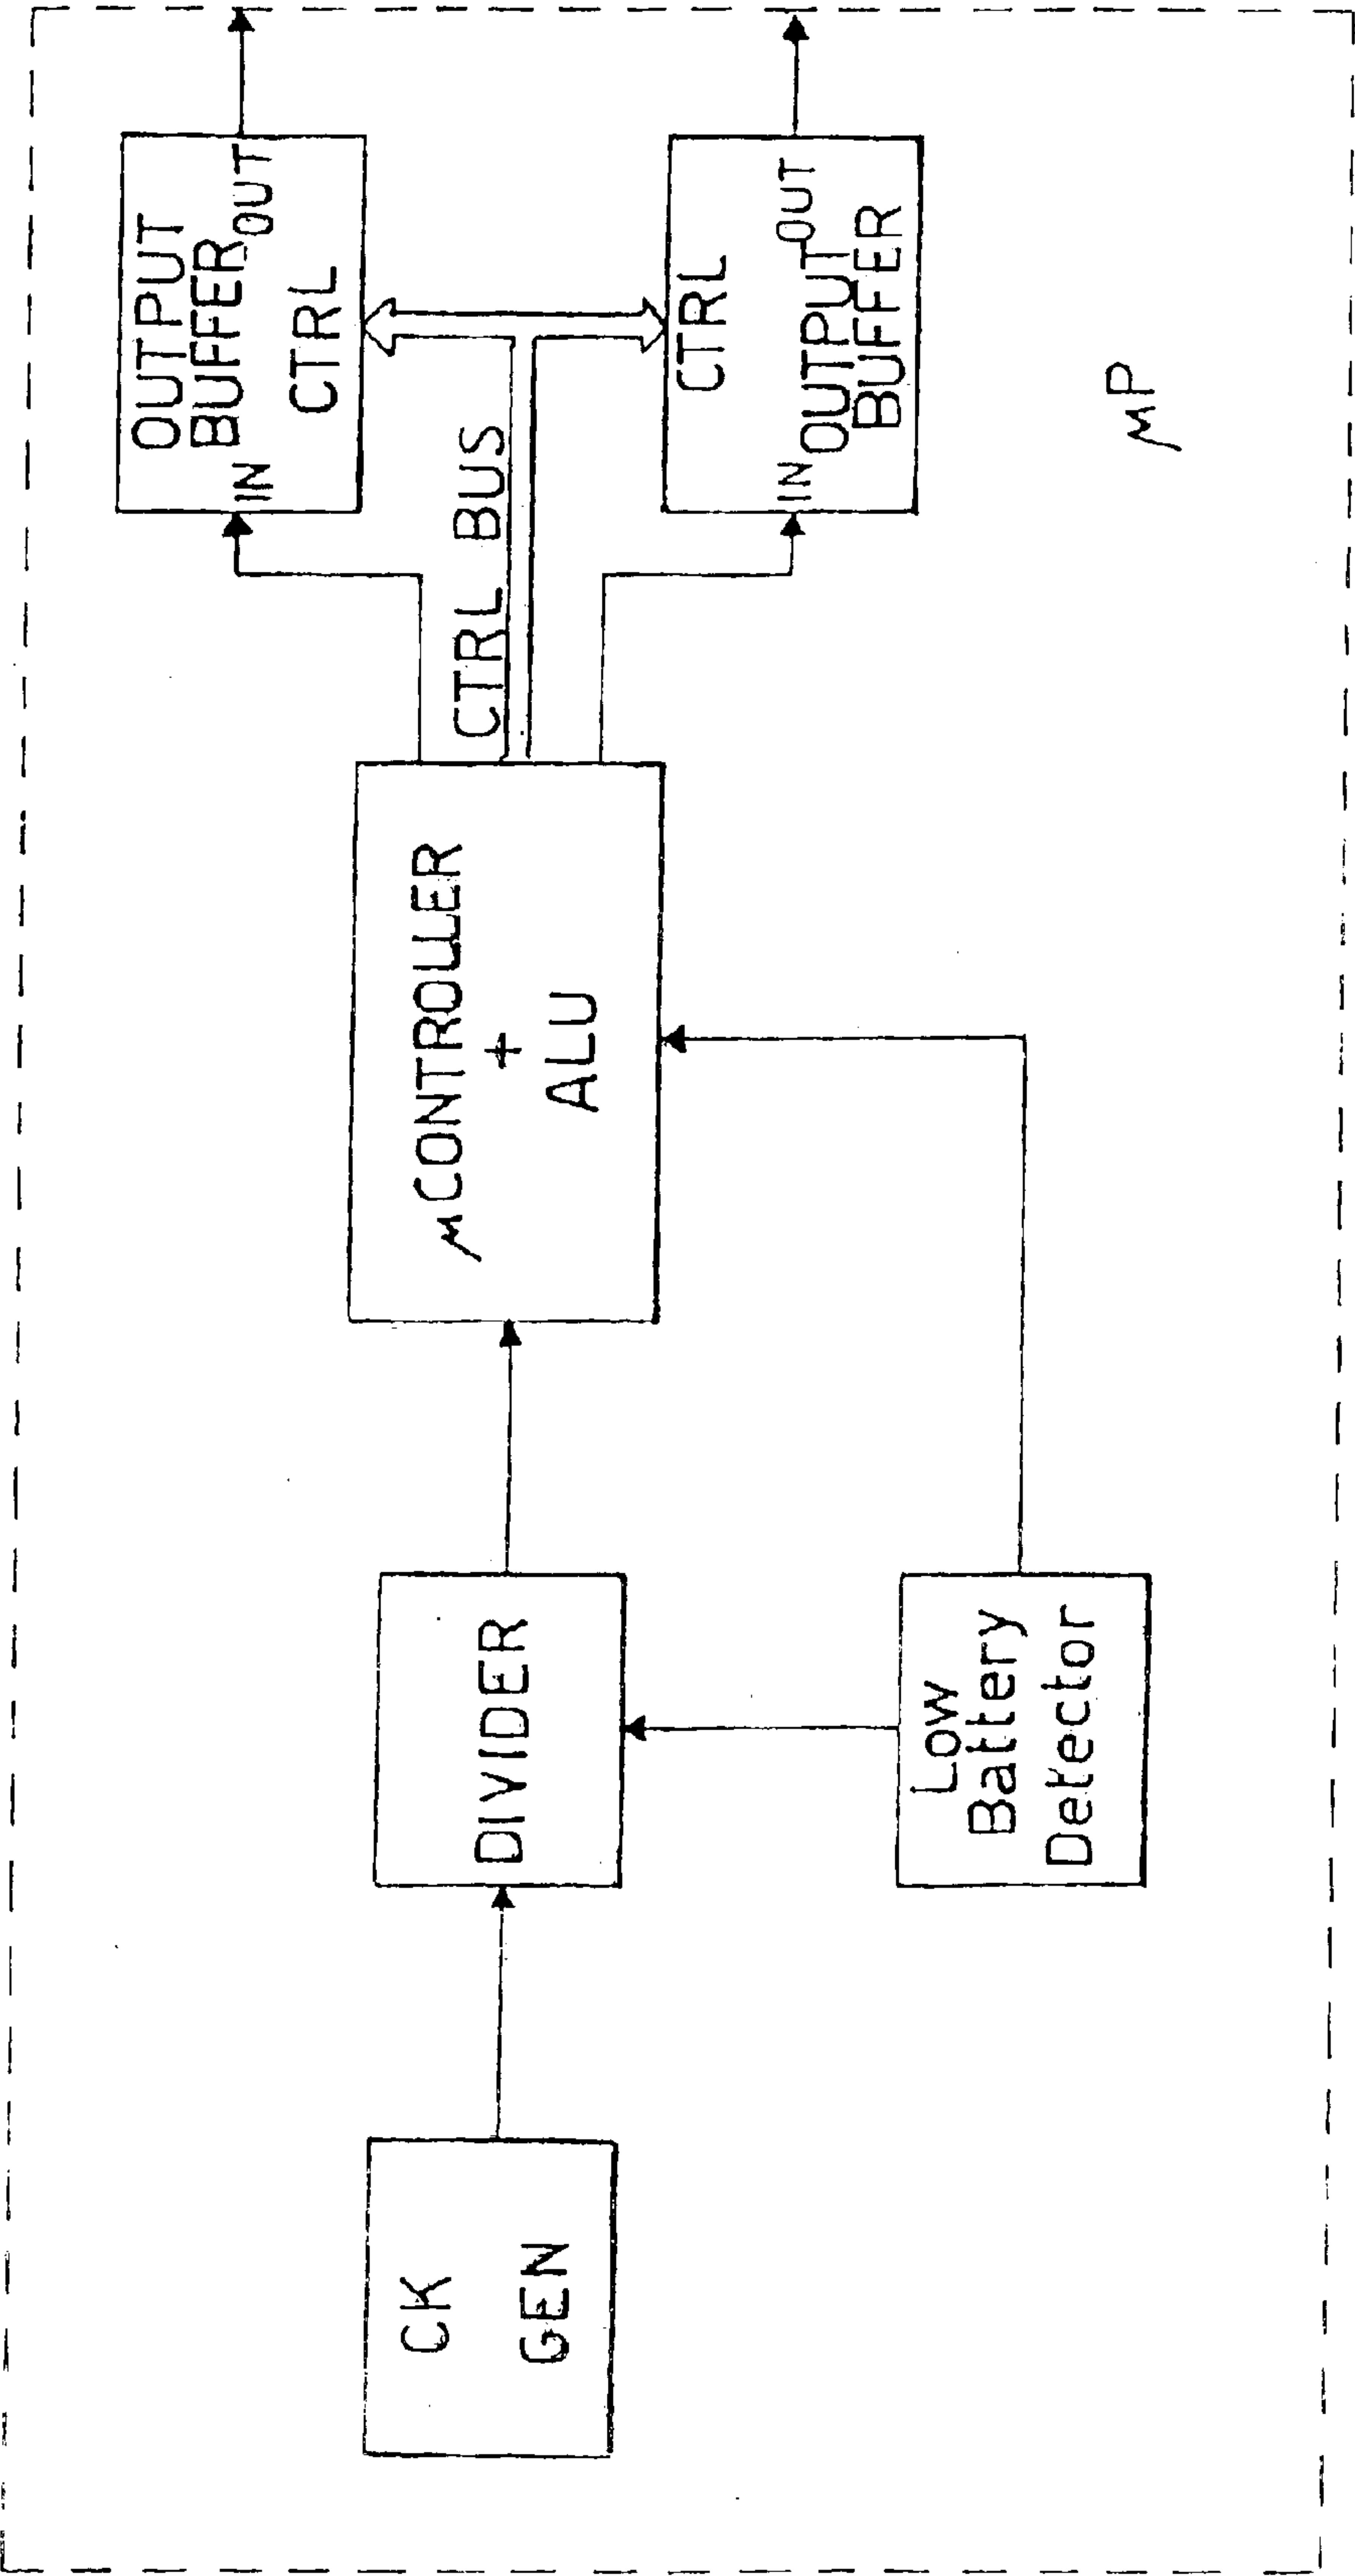 CK
GEN
DIVIDER
Low
Battery
Detector
μCONTROLLER
+
ALU
CTRL BUS
OUTPUT
BUFFER
IN
OUT
CTRL
CTRL
IN
OUT
OUTPUT
BUFFER
μP